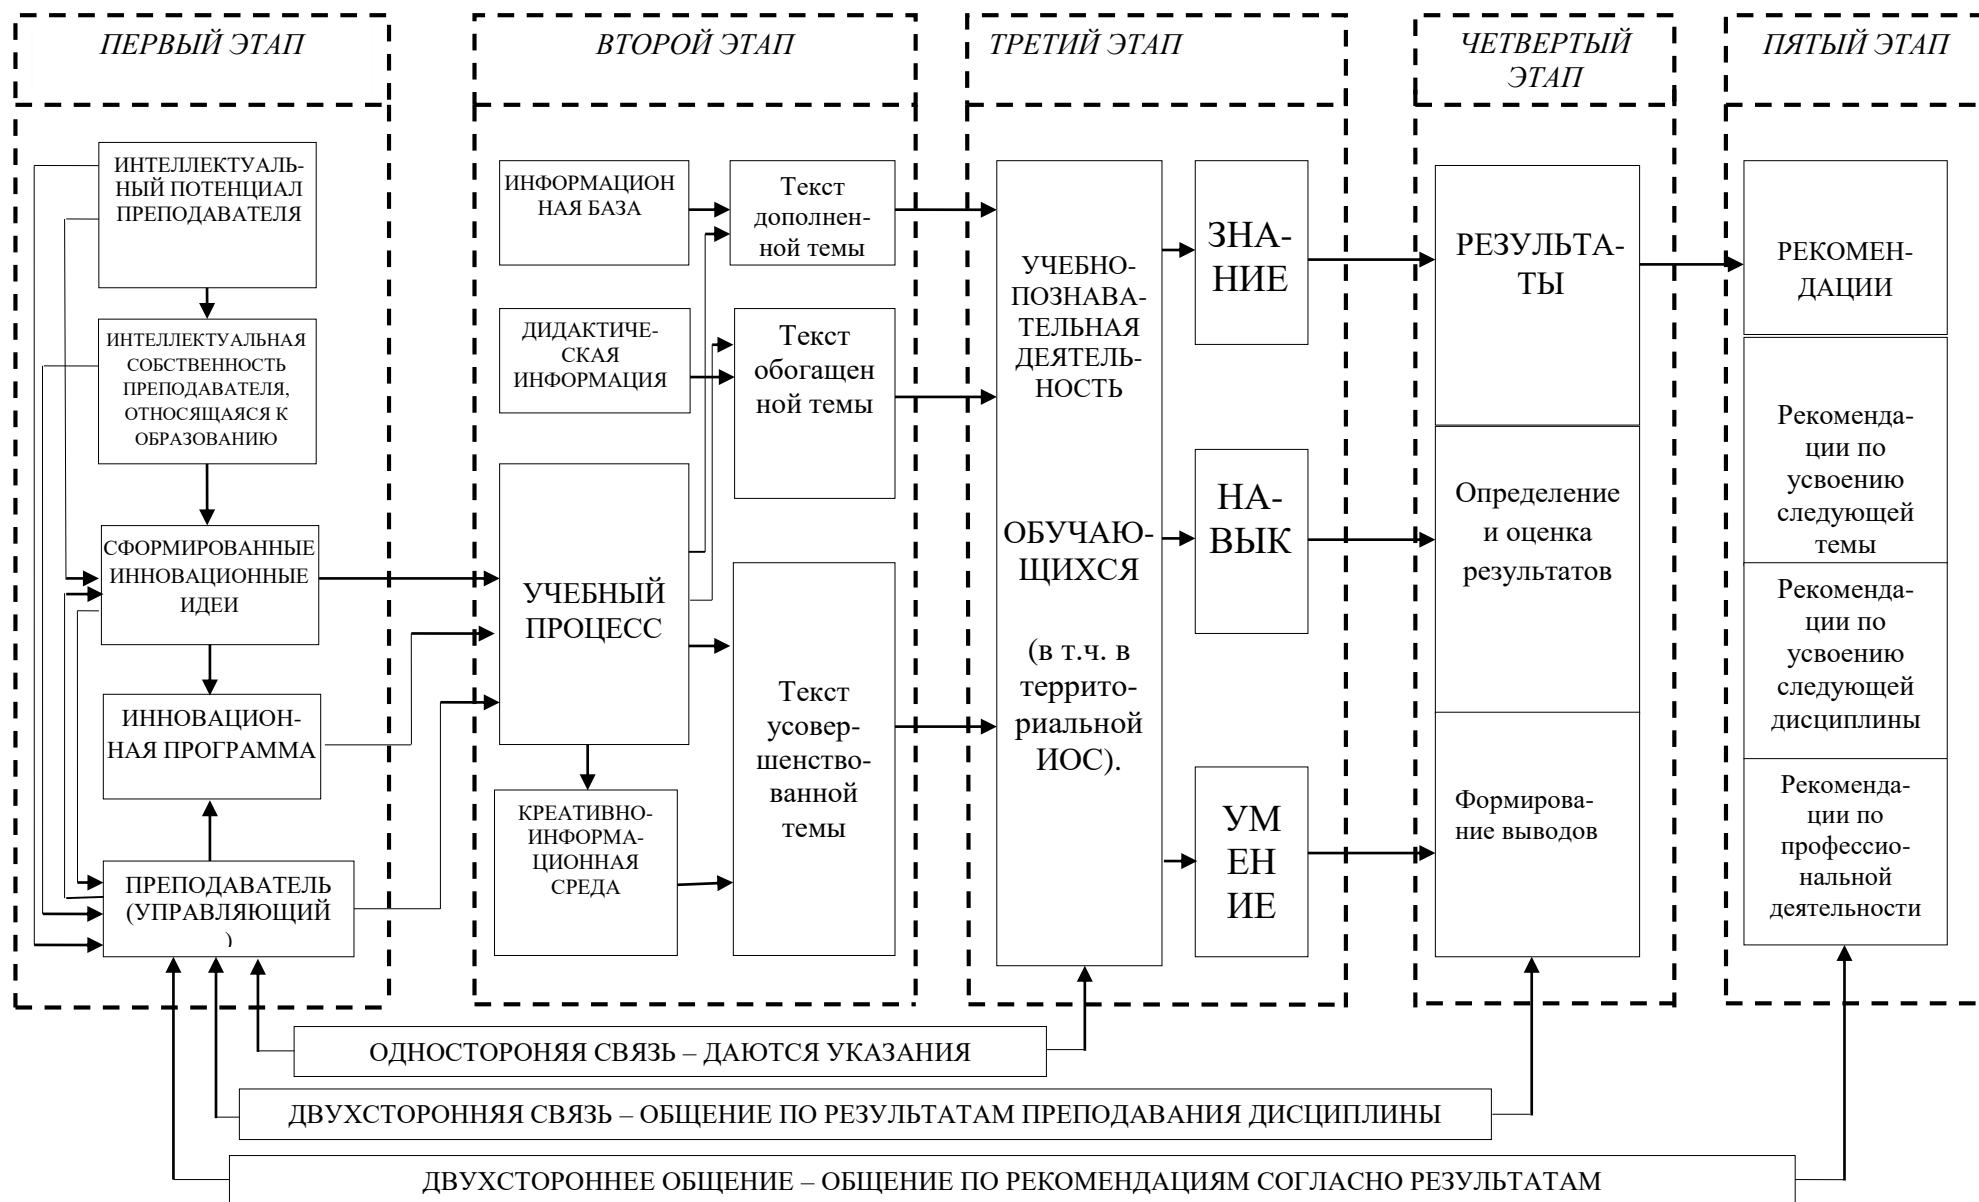 ПЕРВЫЙ ЭТАП
ИНТЕЛЛЕКТУАЛЬ-
НЫЙ ПОТЕНЦИАЛ
ПРЕПОДАВАТЕЛЯ
ИНТЕЛЛЕКТУАЛЬНАЯ
СОБСТВЕННОСТЬ
ПРЕПОДАВАТЕЛЯ,
ОТНОСЯЩАЯСЯ К
ОБРАЗОВАНИЮ
СФОРМИРОВАННЫЕ
ИННОВАЦИОННЫЕ
ИДЕИ
ИННОВАЦИОН-
НАЯ ПРОГРАММА
ПРЕПОДАВАТЕЛЬ
(УПРАВЛЯЮЩИЙ
)
ВТОРОЙ ЭТАП
ИНФОРМАЦИОН
НАЯ БАЗА
Текст
дополнен-
ной темы
ДИДАКТИЧЕ-
СКАЯ
ИНФОРМАЦИЯ
Текст
обогащен
ной темы
УЧЕБНЫЙ
ПРОЦЕСС
Текст
усовер-
шенство-
ванной
темы
КРЕАТИВНО-
ИНФОРМА-
ЦИОННАЯ
СРЕДА
ТРЕТИЙ ЭТАП
УЧЕБНО-
ПОЗНАВА-
ТЕЛЬНАЯ
ДЕЯТЕЛЬ-
НОСТЬ
ОБУЧАЮ-
ЩИХСЯ
(в т.ч. в
террито-
риальной
ИОС).
ЗНА-
НИЕ
НА-
ВЫК
УМ
ЕН
ИЕ
ЧЕТВЕРТЫЙ
ЭТАП
РЕЗУЛЬТА-
ТЫ
Определение
и оценка
результатов
Формирова-
ние выводов
ПЯТЫЙ ЭТАП
РЕКОМЕН-
ДАЦИИ
Рекоменда-
ции по
усвоению
следующей
темы
Рекоменда-
ции по
усвоению
следующей
дисциплины
Рекоменда-
ции по
профессио-
нальной
деятельности
ОДНОСТОРОНЯЯ СВЯЗЬ – ДАЮТСЯ УКАЗАНИЯ
ДВУХСТОРОННЯЯ СВЯЗЬ – ОБЩЕНИЕ ПО РЕЗУЛЬТАТАМ ПРЕПОДАВАНИЯ ДИСЦИПЛИНЫ
ДВУХСТОРОННЕЕ ОБЩЕНИЕ – ОБЩЕНИЕ ПО РЕКОМЕНДАЦИЯМ СОГЛАСНО РЕЗУЛЬТАТАМ